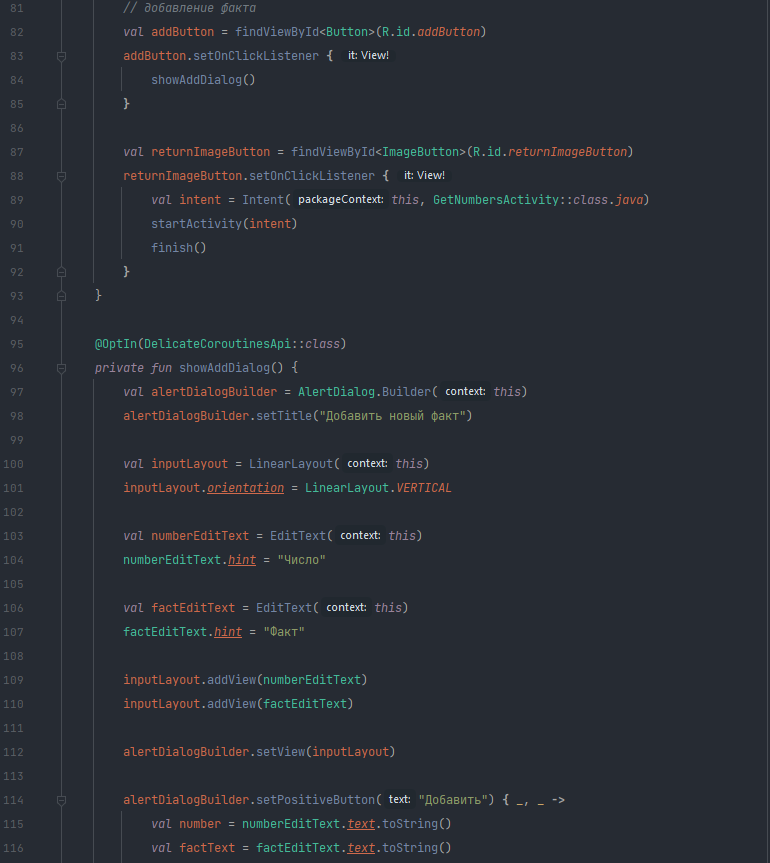 81 // добавление факта
82 val addButton = findViewById<Button>(R.id.addButton)
83 addButton.setOnClickListener { it: View!
84 showAddDialog()
85 }
86
87 val returnImageButton = findViewById<ImageButton>(R.id.returnImageButton)
88 returnImageButton.setOnClickListener { it: View!
89 val intent = Intent( packageContext: this, GetNumbersActivity::class.java)
90 startActivity(intent)
91 finish()
92 }
93 }
94
95 @OptIn(DelicateCoroutinesApi::class)
96 private fun showAddDialog() {
97 val alertDialogBuilder = AlertDialog.Builder( context: this)
98 alertDialogBuilder.setTitle("Добавить новый факт")
99
100 val inputLayout = LinearLayout( context: this)
101 inputLayout.orientation = LinearLayout.VERTICAL
102
103 val numberEditText = EditText( context: this)
104 numberEditText.hint = "Число"
105
106 val factEditText = EditText( context: this)
107 factEditText.hint = "Факт"
108
109 inputLayout.addView(numberEditText)
110 inputLayout.addView(factEditText)
111
112 alertDialogBuilder.setView(inputLayout)
113
114 alertDialogBuilder.setPositiveButton( text: "Добавить") { _, _ ->
115 val number = numberEditText.text.toString()
116 val factText = factEditText.text.toString()